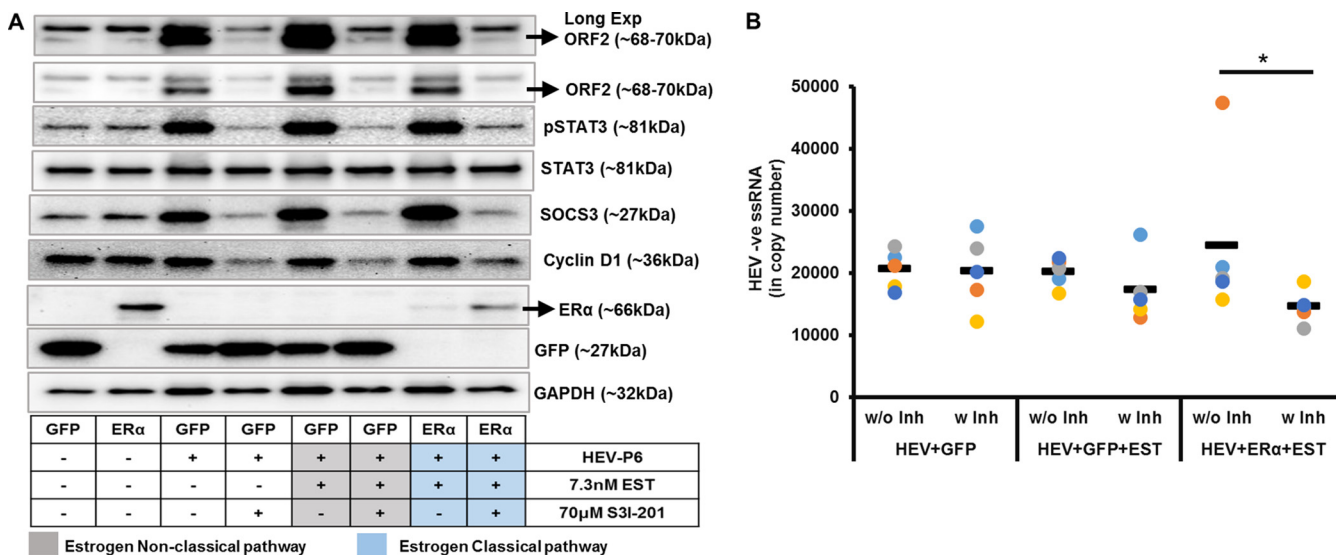 A
Long Exp
ORF2 (~68-70kDa)
ORF2 (~68-70kDa)
pSTAT3 (~81kDa)
STAT3 (~81kDa)
SOCS3 (~27kDa)
Cyclin D1 (~36kDa)
ERα (~66kDa)
GFP (~27kDa)
GAPDH (~32kDa)
GFP ERα GFP GFP GFP GFP ERα ERα
- - + + + + + + HEV-P6
- - - - + + + + 7.3nM EST
- - - + - + - + 70µM S3I-201
Estrogen Non-classical pathway Estrogen Classical pathway
B
*
HEV -ve ssRNA
(in copy number)
50000
40000
30000
20000
10000
0
w/o Inh w Inh w/o Inh w Inh w/o Inh w Inh
HEV+GFP HEV+GFP+EST HEV+ERα+EST